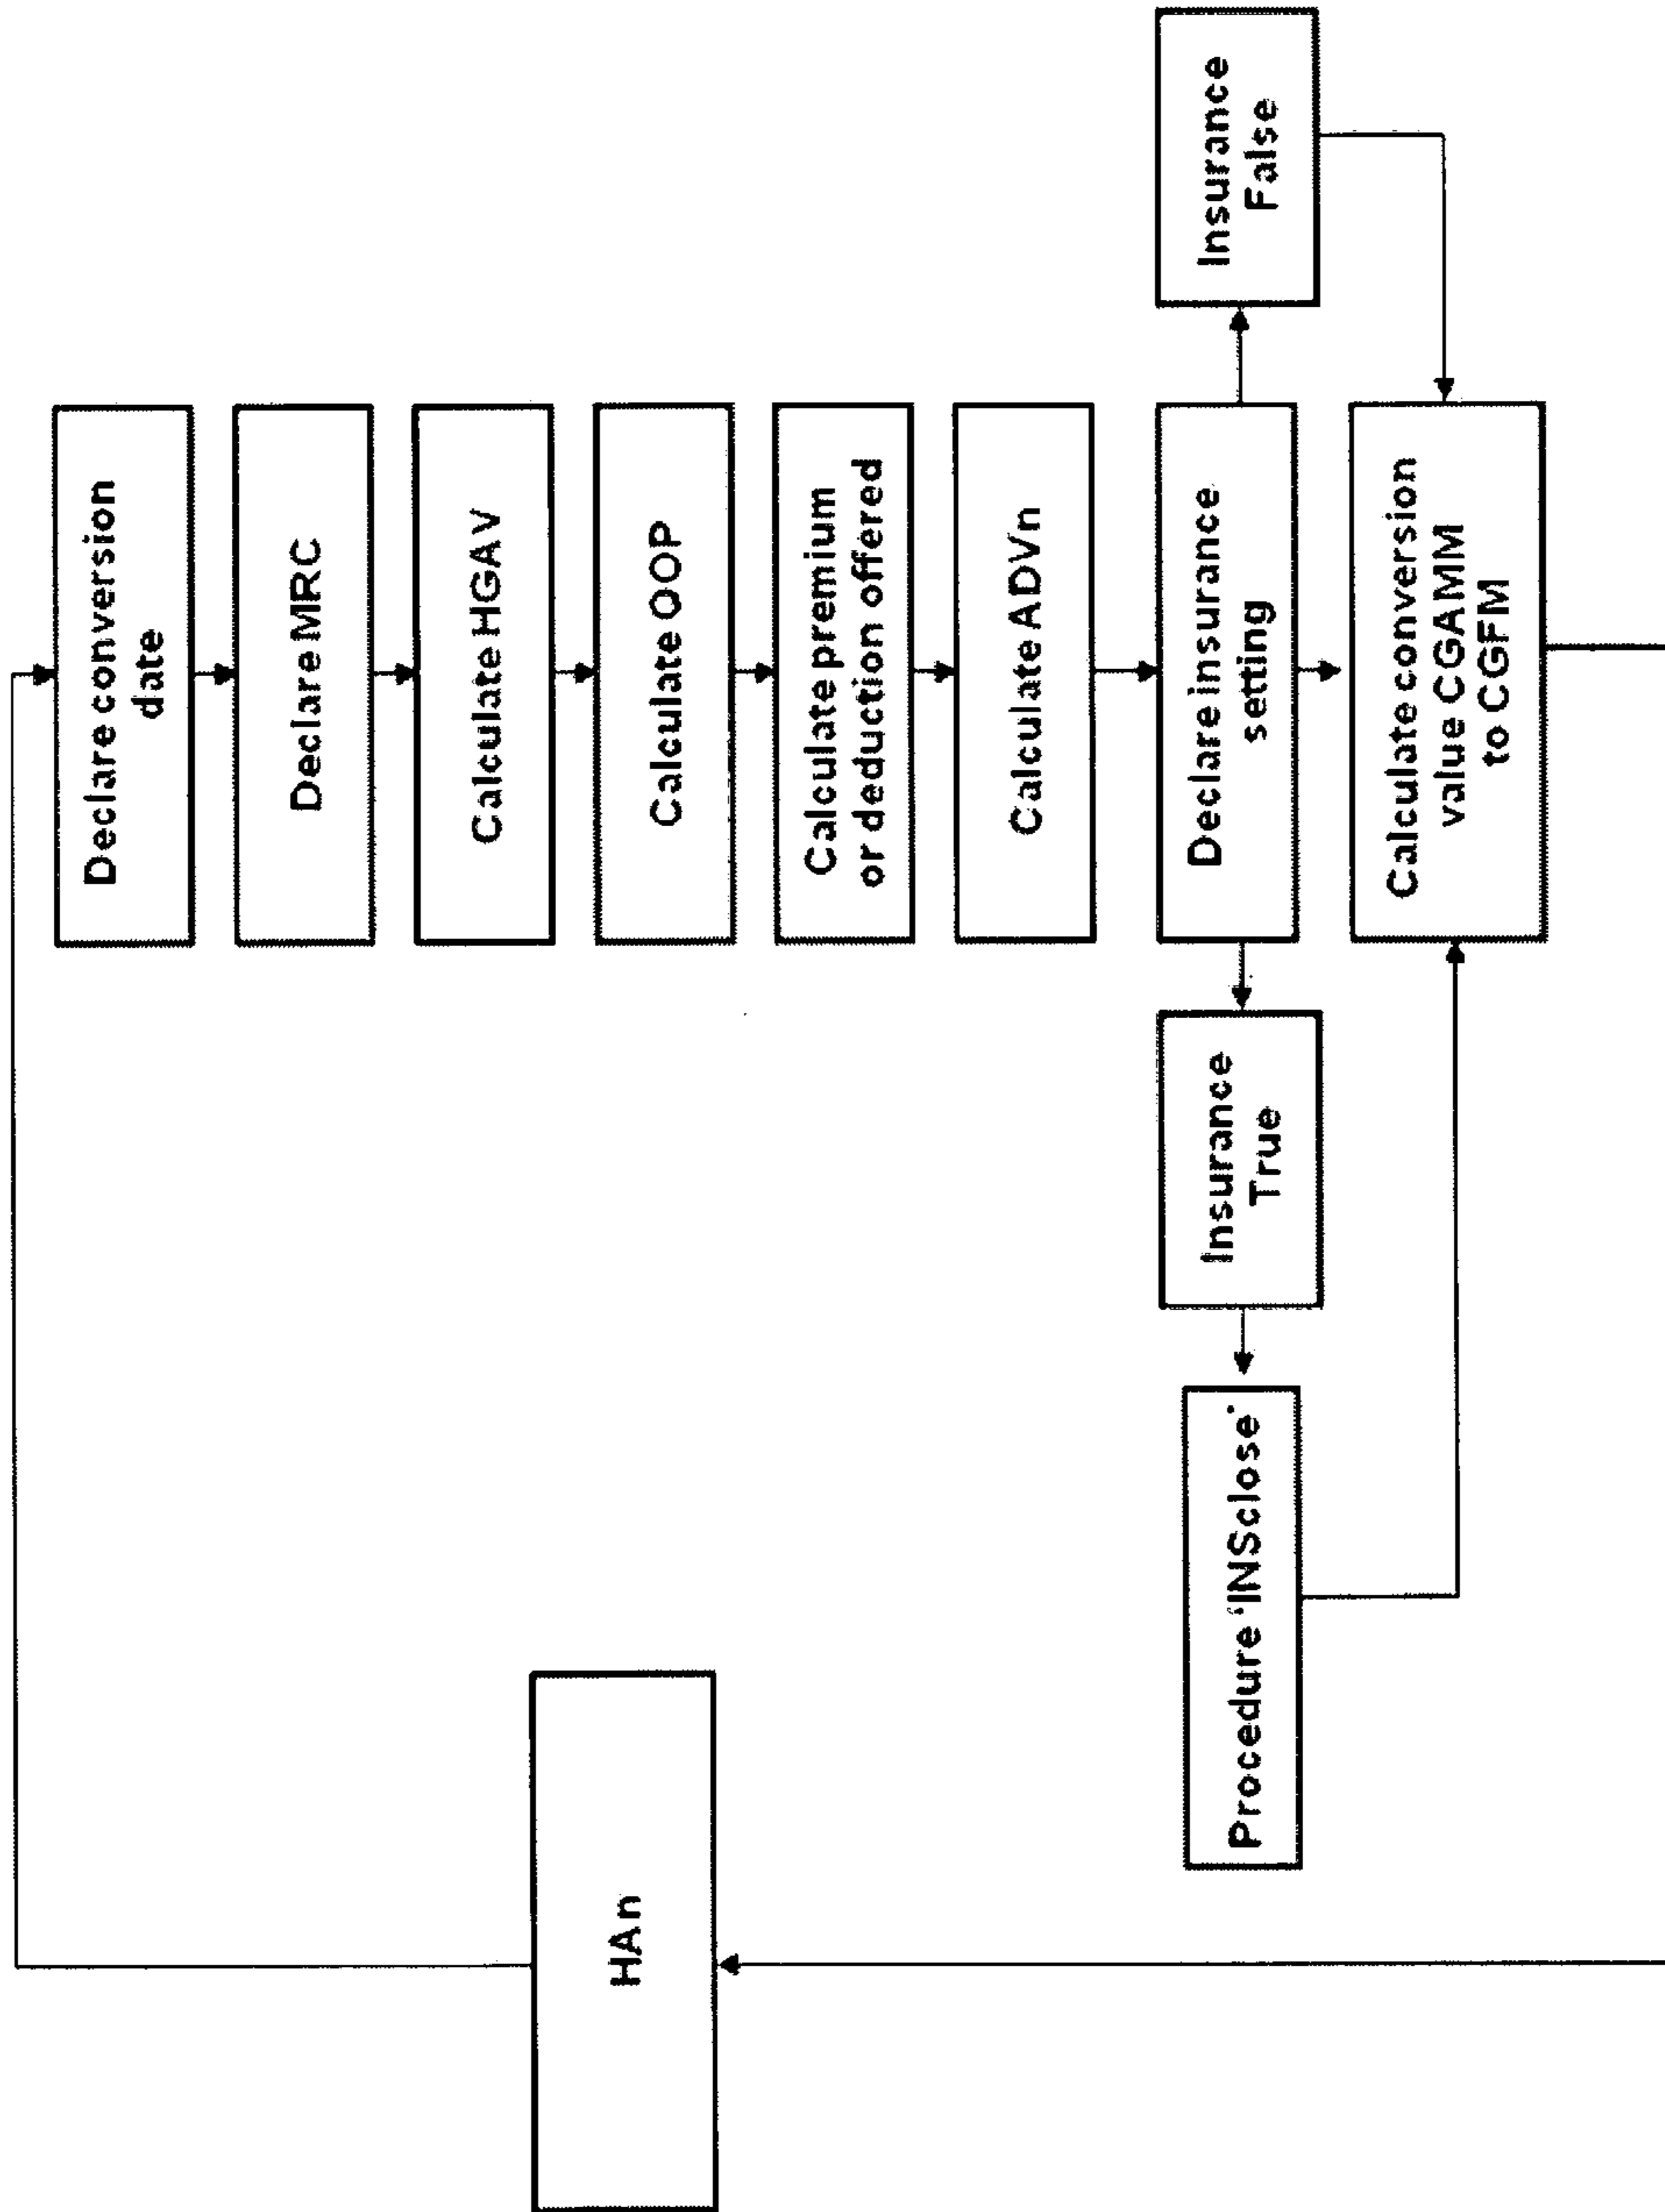 HAn
Declare conversion
date
Declare MRC
Calculate HGAV
Calculate OOP
Calculate premium
or deduction offered
Calculate ADVn
Declare insurance
setting
Insurance
True
Insurance
False
Procedure 'INSclose'
Calculate conversion
value CGAMM
to CGFM